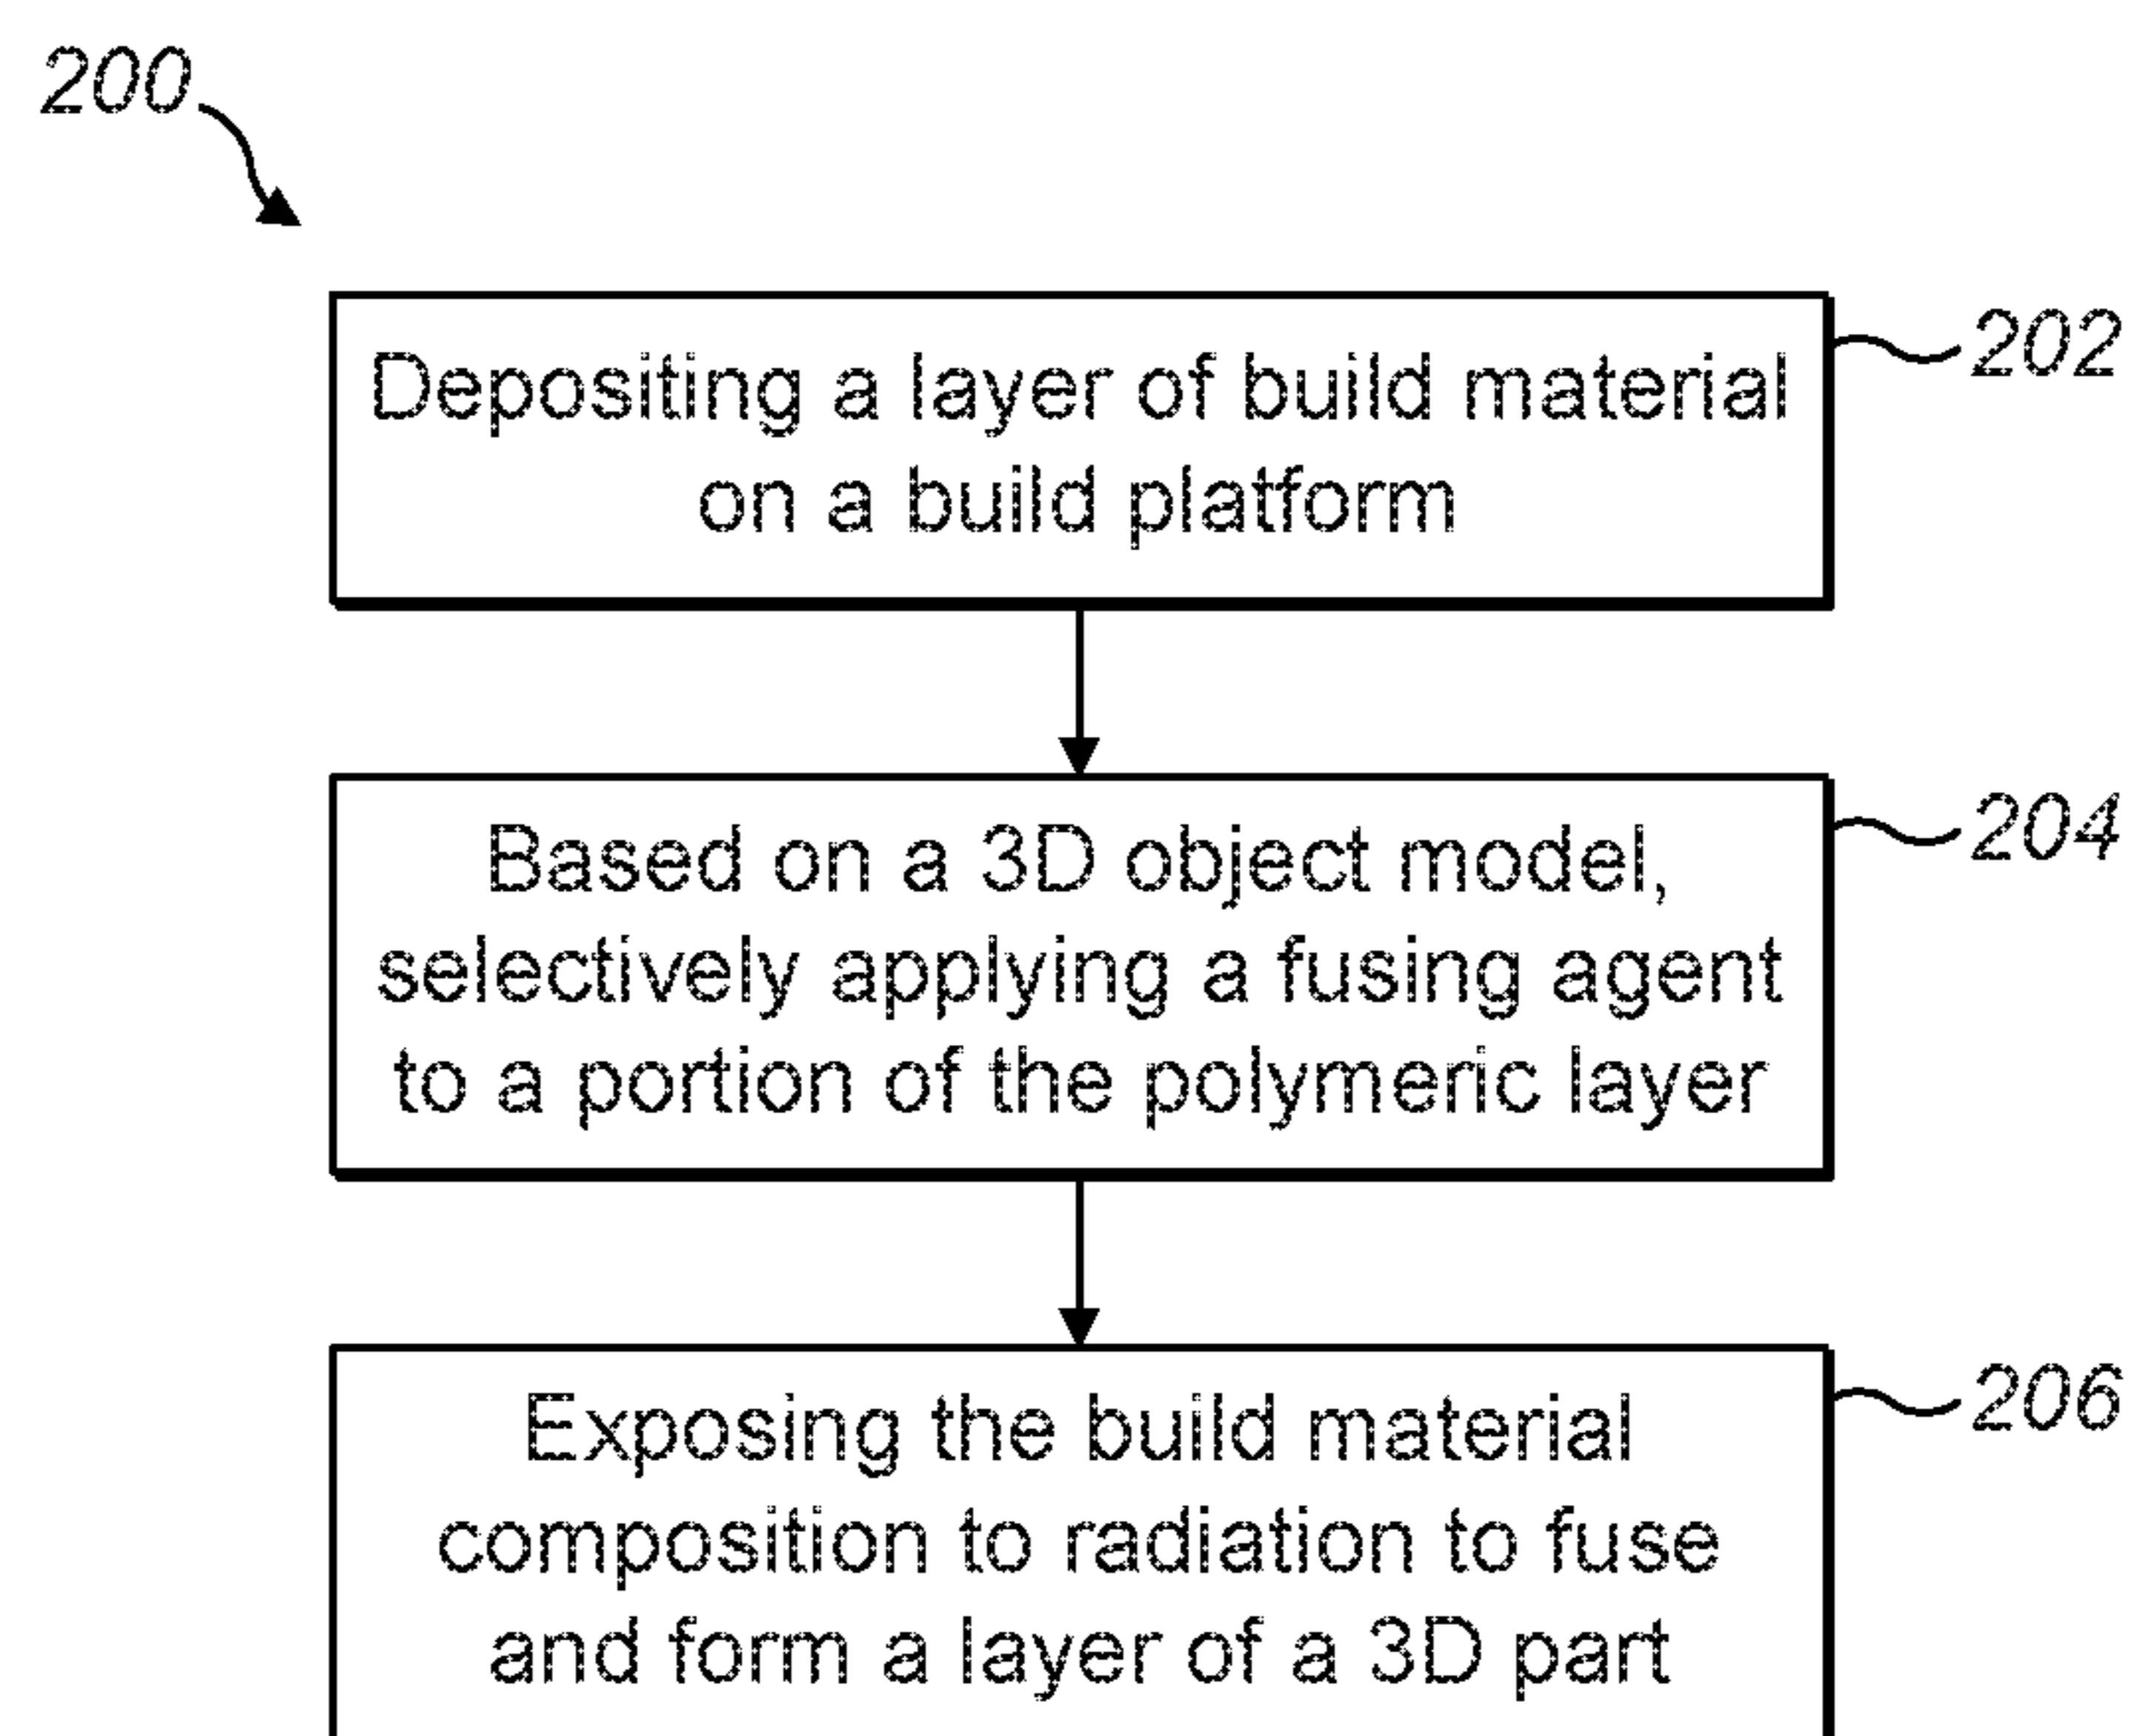 200
Depositing a layer of build material
on a build platform
202
Based on a 3D object model,
selectively applying a fusing agent
to a portion of the polymeric layer
204
Exposing the build material
composition to radiation to fuse
and form a layer of a 3D part
206